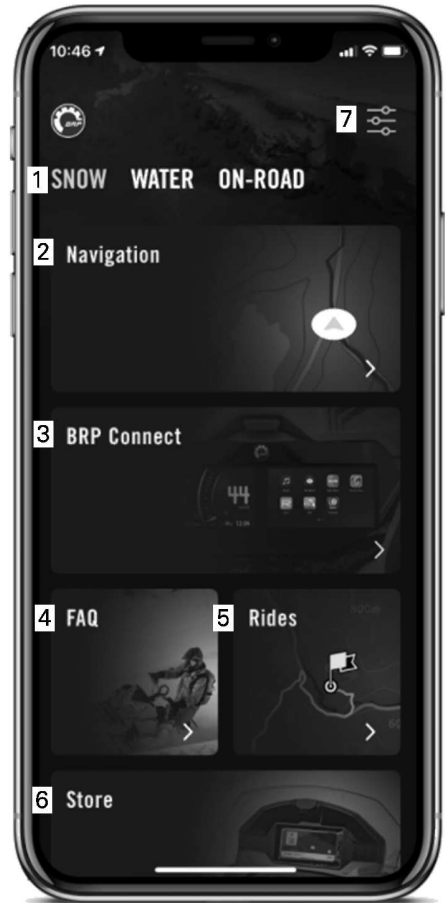 10:46
BRP
7
1 SNOW WATER ON-ROAD
2 Navigation
3 BRP Connect
44
4 FAQ
5 Rides
6 Store